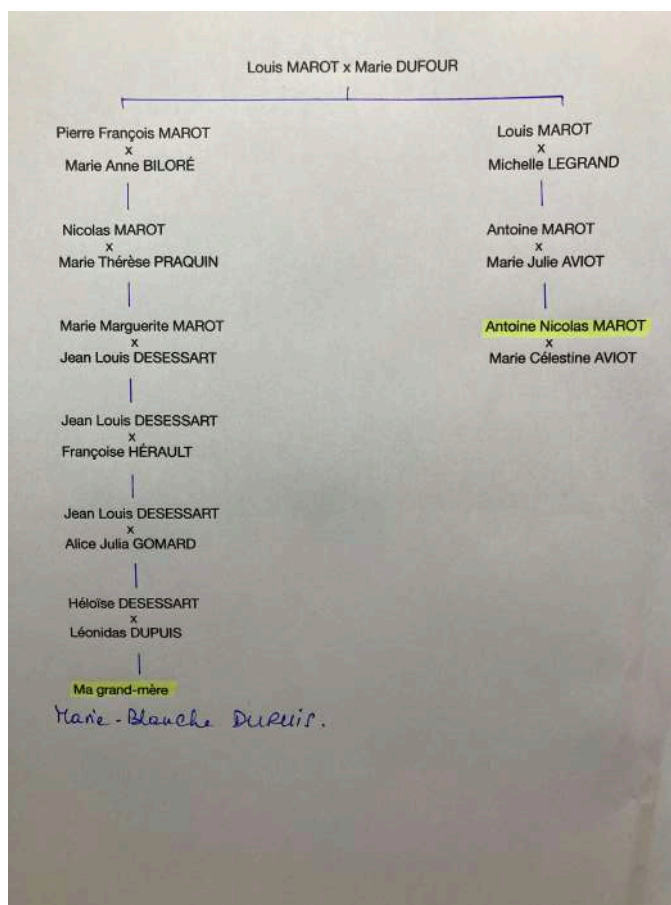 Louis MAROT x Marie DUFOUR
Pierre François MAROT
x
Marie Anne BILORÉ
Nicolas MAROT
x
Marie Thérèse PRAQUIN
Marie Marguerite MAROT
x
Jean Louis DESESSART
Jean Louis DESESSART
x
Françoise HÉRAULT
Jean Louis DESESSART
x
Alice Julia GOMARD
Héloïse DESESSART
x
Léonidas DUPUIS
Ma grand-mère
Marie-Blanche DUPUIS.
Louis MAROT
x
Michelle LEGRAND
Antoine MAROT
x
Marie Julie AVIOT
Antoine Nicolas MAROT
x
Marie Célestine AVIOT